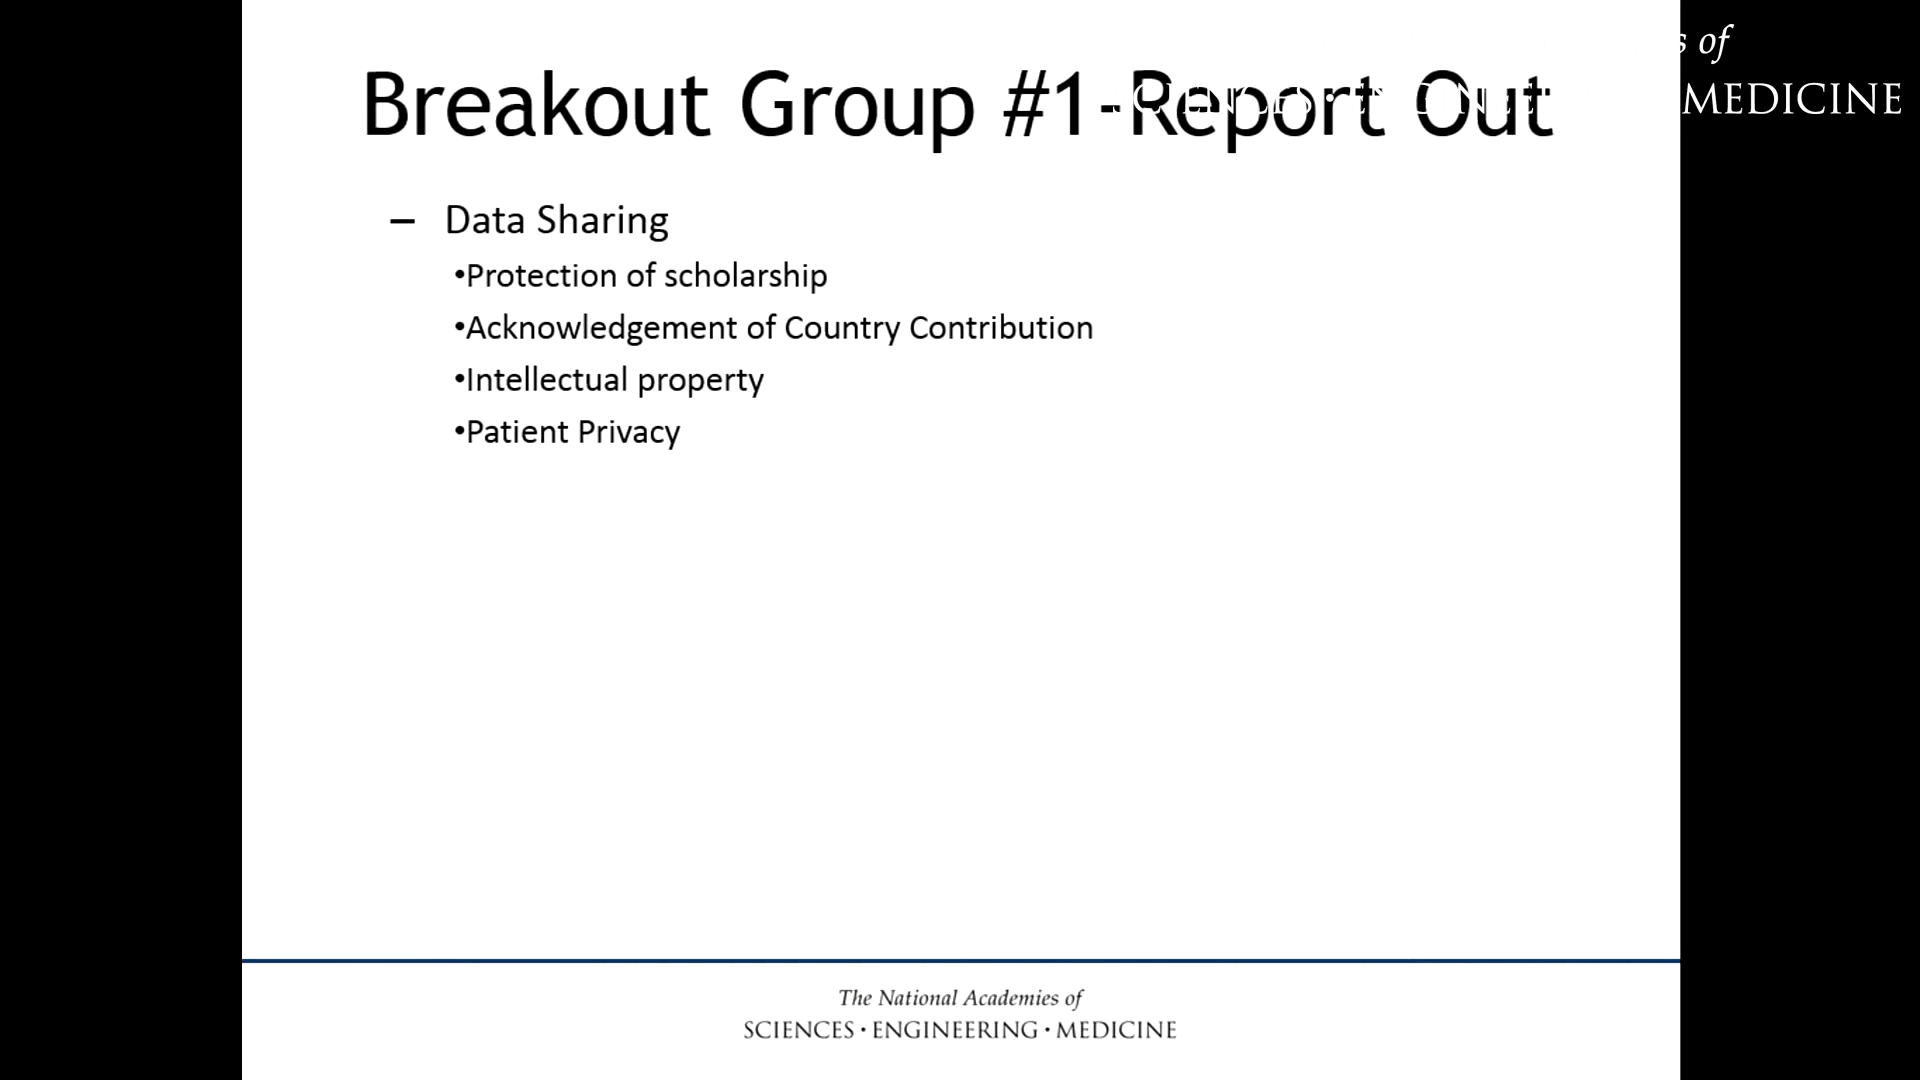 of
MEDICINE
Breakout Group #1-Report Out
– Data Sharing
•Protection of scholarship
•Acknowledgement of Country Contribution
•Intellectual property
•Patient Privacy
The National Academies of
SCIENCES · ENGINEERING · MEDICINE